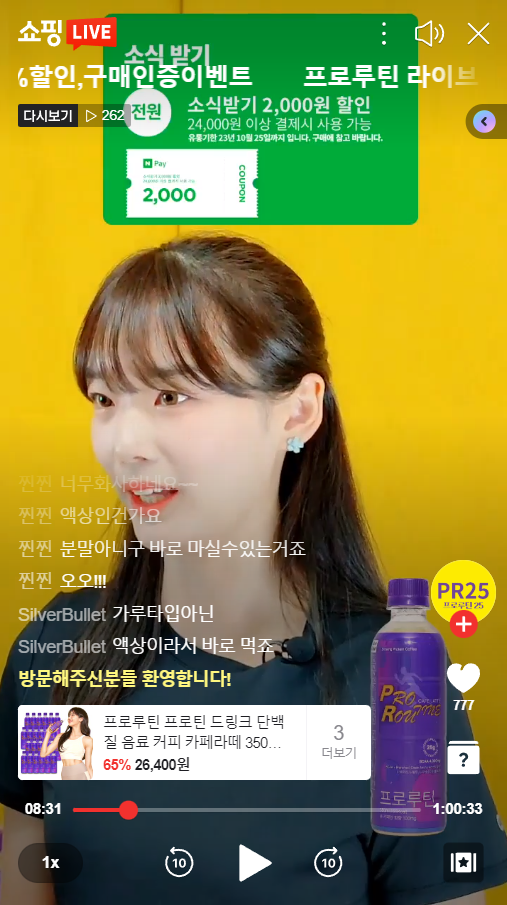 쇼핑 LIVE
소식 받기
%할인,구매인증이벤트 프로루틴 라이브
다시보기 262
전원
소식받기 2,000원 할인
24,000원 이상 결제시 사용 가능
유통기한 23년 10월 25일까지 입니다. 구매에 참고 바랍니다.
N Pay
2,000
COUPON
찐찐 너무화사하네요~~
찐찐 액상인건가요
찐찐 분말아니구 바로 마실수있는거죠
찐찐 오오!!!
SilverBullet 가루타입아닌
SilverBullet 액상이라서 바로 먹죠
방문해주신분들 환영합니다!
PR25
프로루틴 25
777
PRO
ROUTINE
프로루틴
프로루틴 프로틴 드링크 단백
질 음료 커피 카페라떼 350...
65% 26,400원
3
더보기
?
08:31
1:00:33
1x
10
10